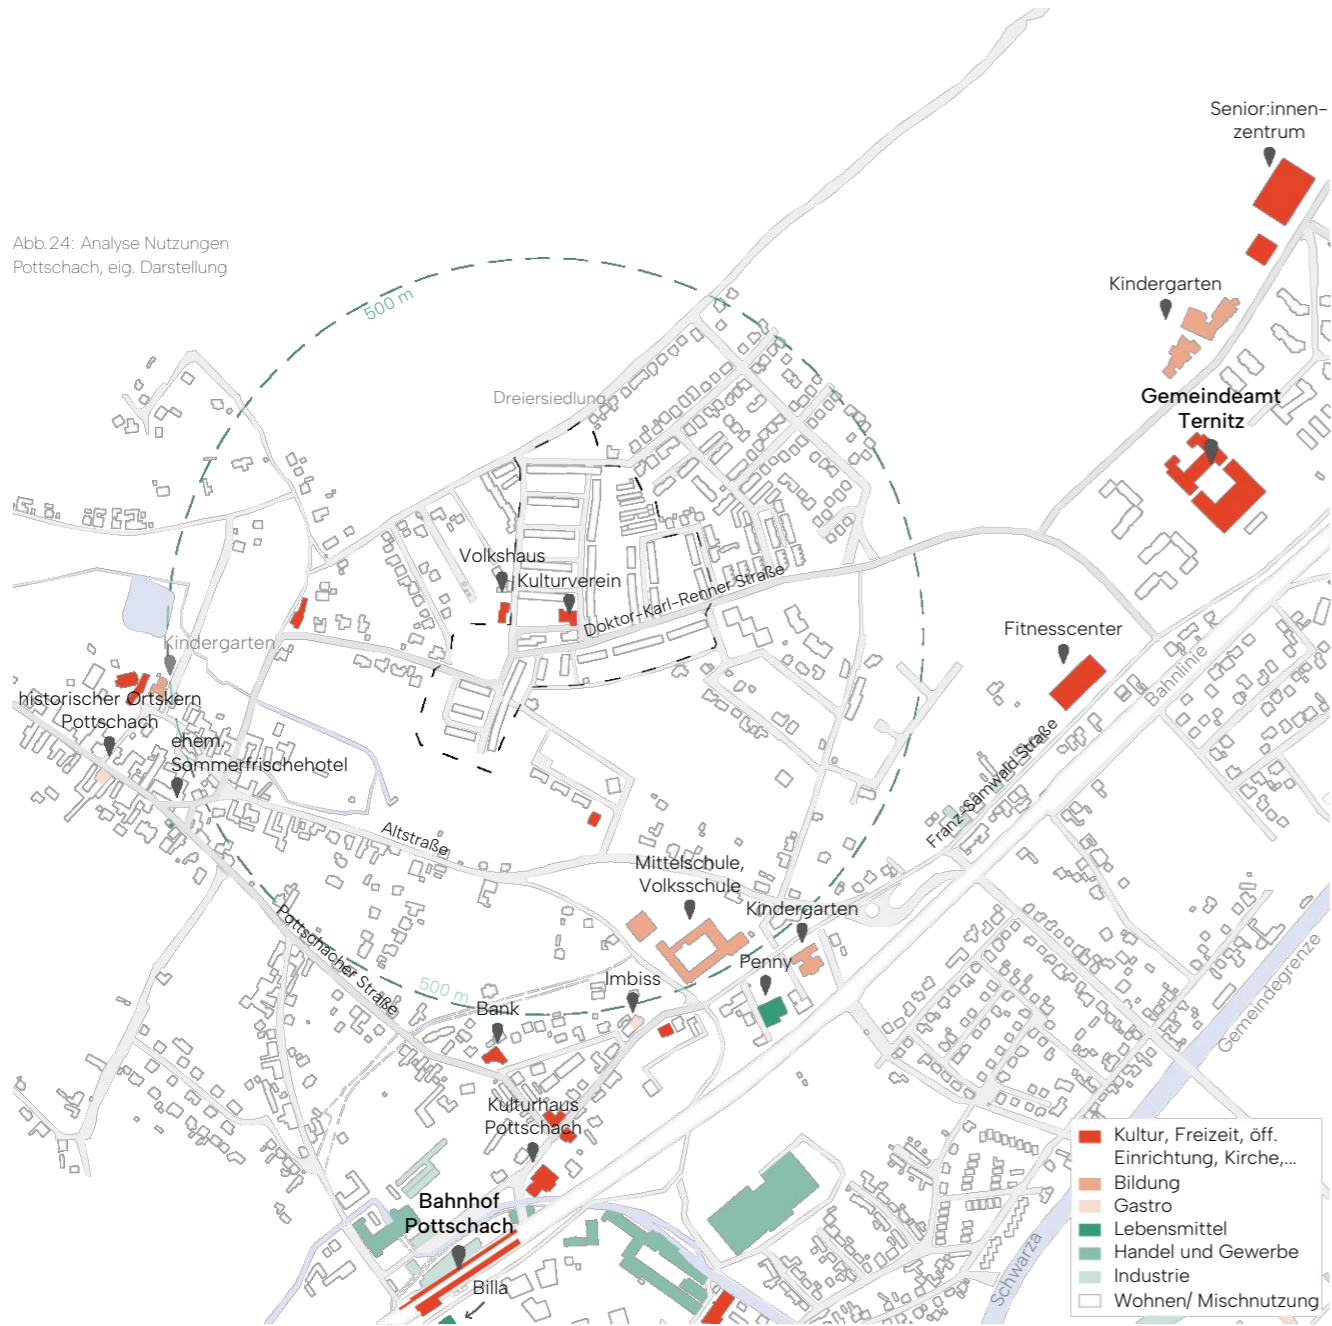 Senior:innen-
zentrum
Abb. 24: Analyse Nutzungen
Pottschach, eig. Darstellung
500 m
Kindergarten
Gemeindeamt
Ternitz
Dreiersiedlung
Volkshaus
Kulturverein
Doktor-Karl-Renner-Straße
Fitnesscenter
Bahnlinie
Kindergarten
historischer Ortskern
Pottschach
ehem.
Sommerfrischehotel
Franz-Samwald Straße
Altstraße
Mittelschule,
Volksschule
Kindergarten
Pottschacher Straße
Penny
Imbiss
500 m
Bank
Gemeindegrenze
Kulturhaus
Pottschach
Bahnhof
Pottschach
Billa
Schwarza
Kultur, Freizeit, öff.
Einrichtung, Kirche,...
Bildung
Gastro
Lebensmittel
Handel und Gewerbe
Industrie
Wohnen/ Mischnutzung